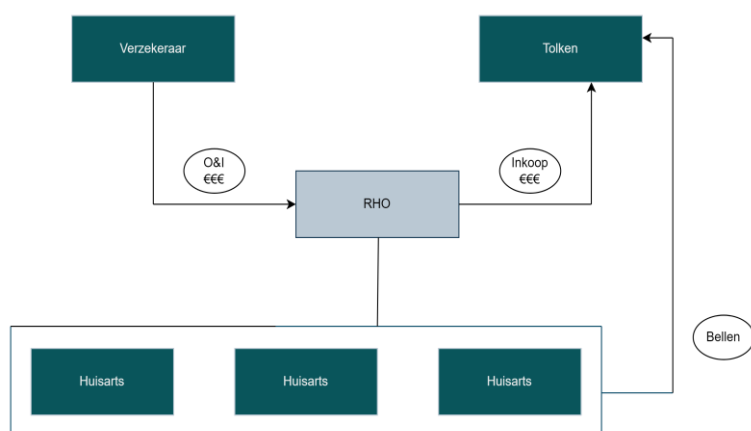 Verzekeraar
Tolken
O&I
€€€
Inkoop
€€€
RHO
Bellen
Huisarts
Huisarts
Huisarts